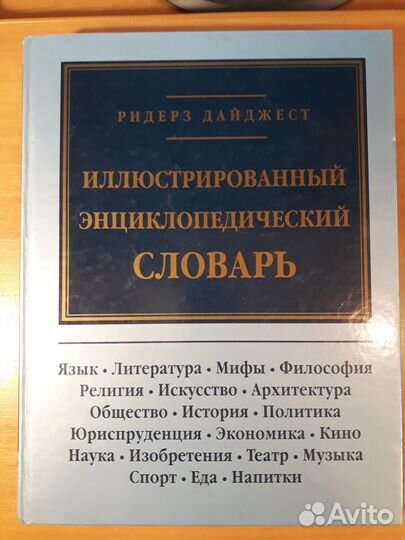 РИДЕРЗ ДАЙДЖЕСТ
ИЛЛЮСТРИРОВАННЫЙ
ЭНЦИКЛОПЕДИЧЕСКИЙ
СЛОВАРЬ
Язык • Литература • Мифы • Философия
Религия • Искусство • Архитектура
Общество • История • Политика
Юриспруденция • Экономика • Кино
Наука • Изобретения • Театр • Музыка
Спорт • Еда • Напитки
Avito